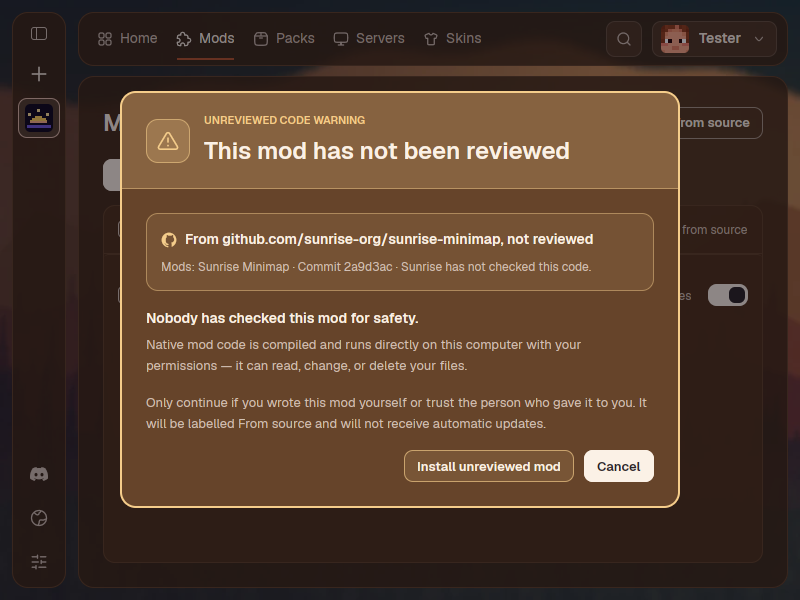 Home
Mods
Packs
Servers
Skins
Tester
from source
UNREVIEWED CODE WARNING
This mod has not been reviewed
from source
From github.com/sunrise-org/sunrise-minimap, not reviewed
Mods: Sunrise Minimap · Commit 2a9d3ac · Sunrise has not checked this code.
Nobody has checked this mod for safety.
Native mod code is compiled and runs directly on this computer with your
permissions — it can read, change, or delete your files.
Only continue if you wrote this mod yourself or trust the person who gave it to you. It
will be labelled From source and will not receive automatic updates.
Install unreviewed mod
Cancel